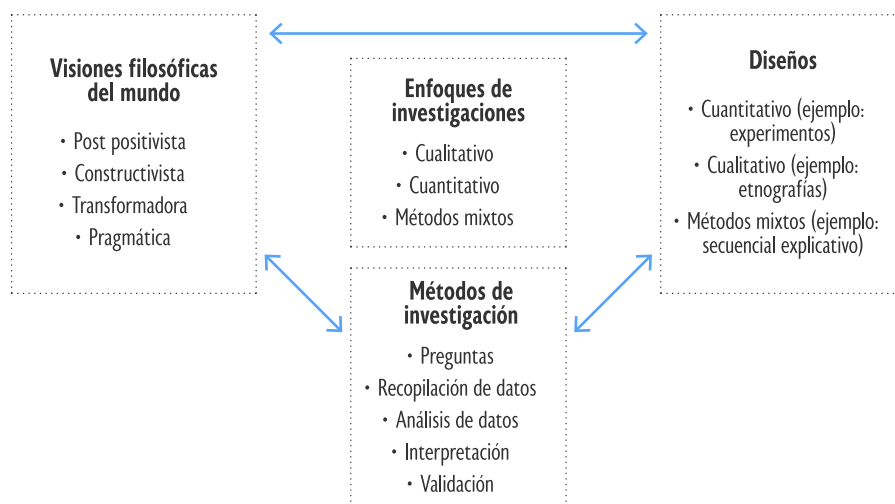 Visiones filosóficas
del mundo
• Post positivista
• Constructivista
• Transformadora
• Pragmática
Enfoques de
investigaciones
• Cualitativo
• Cuantitativo
• Métodos mixtos
Diseños
• Cuantitativo (ejemplo:
experimentos)
• Cualitativo (ejemplo:
etnografías)
• Métodos mixtos (ejemplo:
secuencial explicativo)
Métodos de
investigación
• Preguntas
• Recopilación de datos
• Análisis de datos
• Interpretación
• Validación